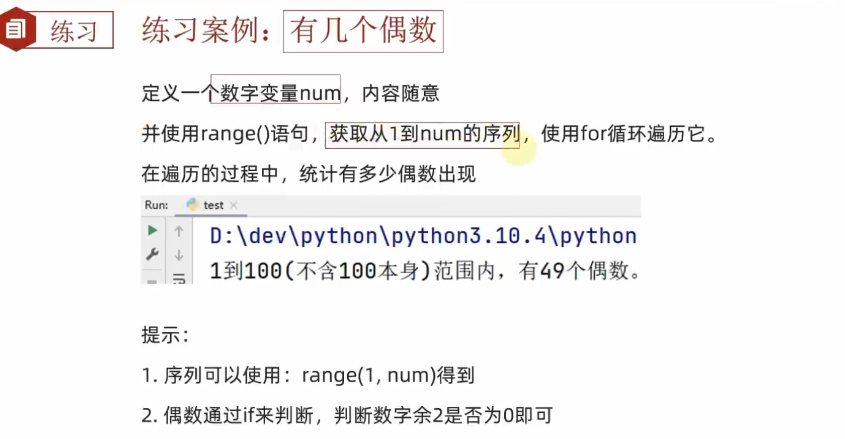 练习
练习案例：有几个偶数
定义一个数字变量num，内容随意
并使用range()语句，获取从1到num的序列，使用for循环遍历它。
在遍历的过程中，统计有多少偶数出现
Run: test
D:\dev\python\python3.10.4\python
1到100(不含100本身)范围内，有49个偶数。
提示：
1. 序列可以使用：range(1, num)得到
2. 偶数通过if来判断，判断数字余2是否为0即可